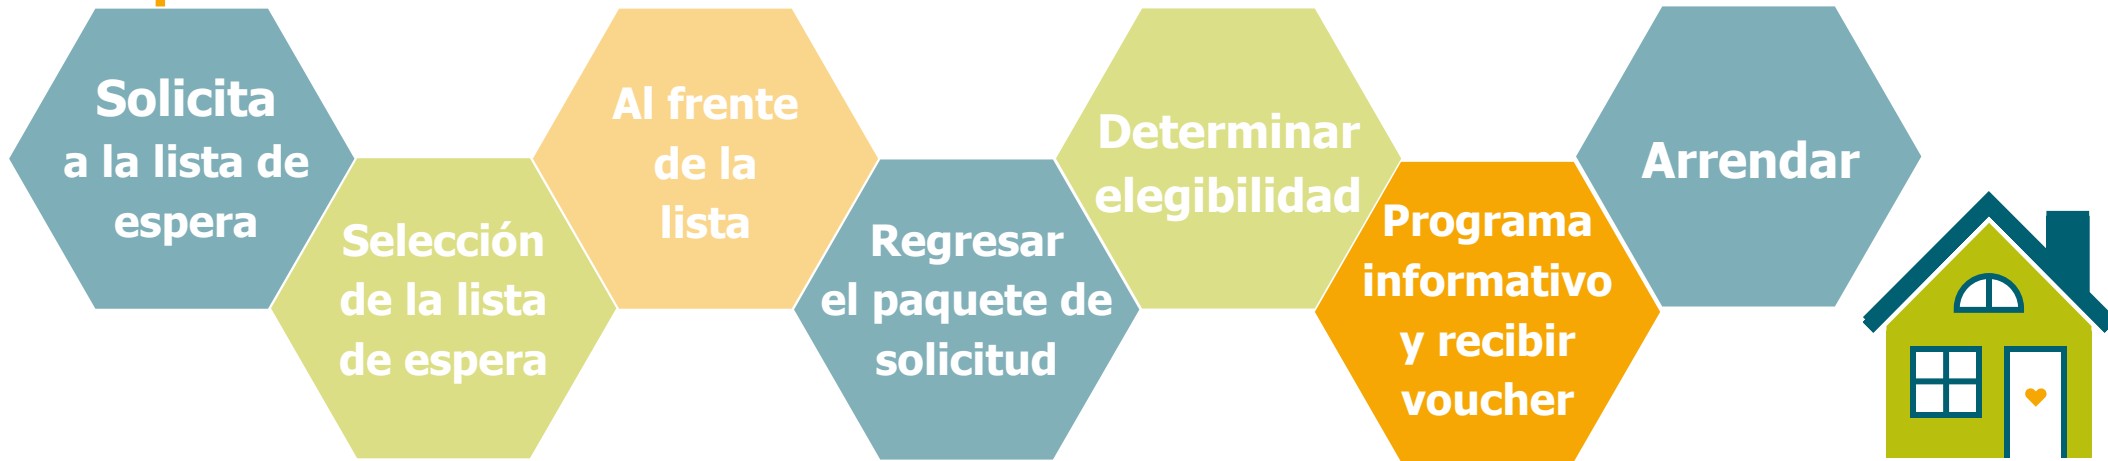 Solicita
a la lista de
espera
Selección
de la lista
de espera
Al frente
de la
lista
Regresar
el paquete de
solicitud
Determinar
elegibilidad
Programa
informativo
y recibir
voucher
Arrendar